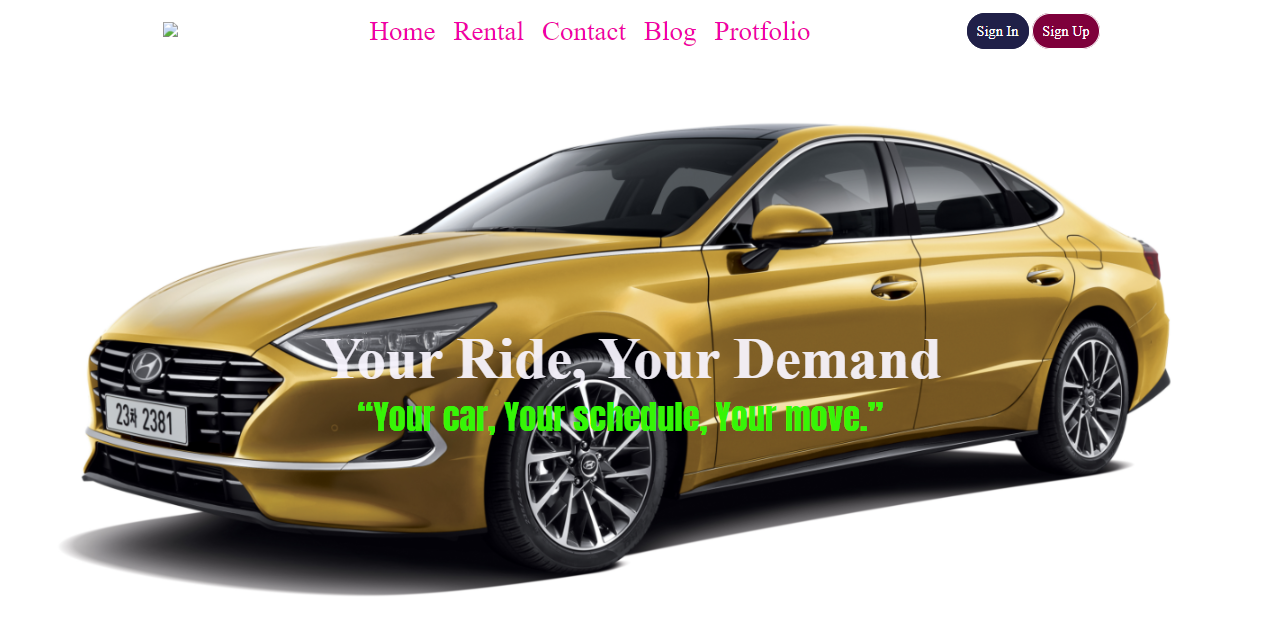 Home Rental Contact Blog Protfolio
Sign In Sign Up
Your Ride, Your Demand
“Your car, Your schedule, Your move.”
23차 2381